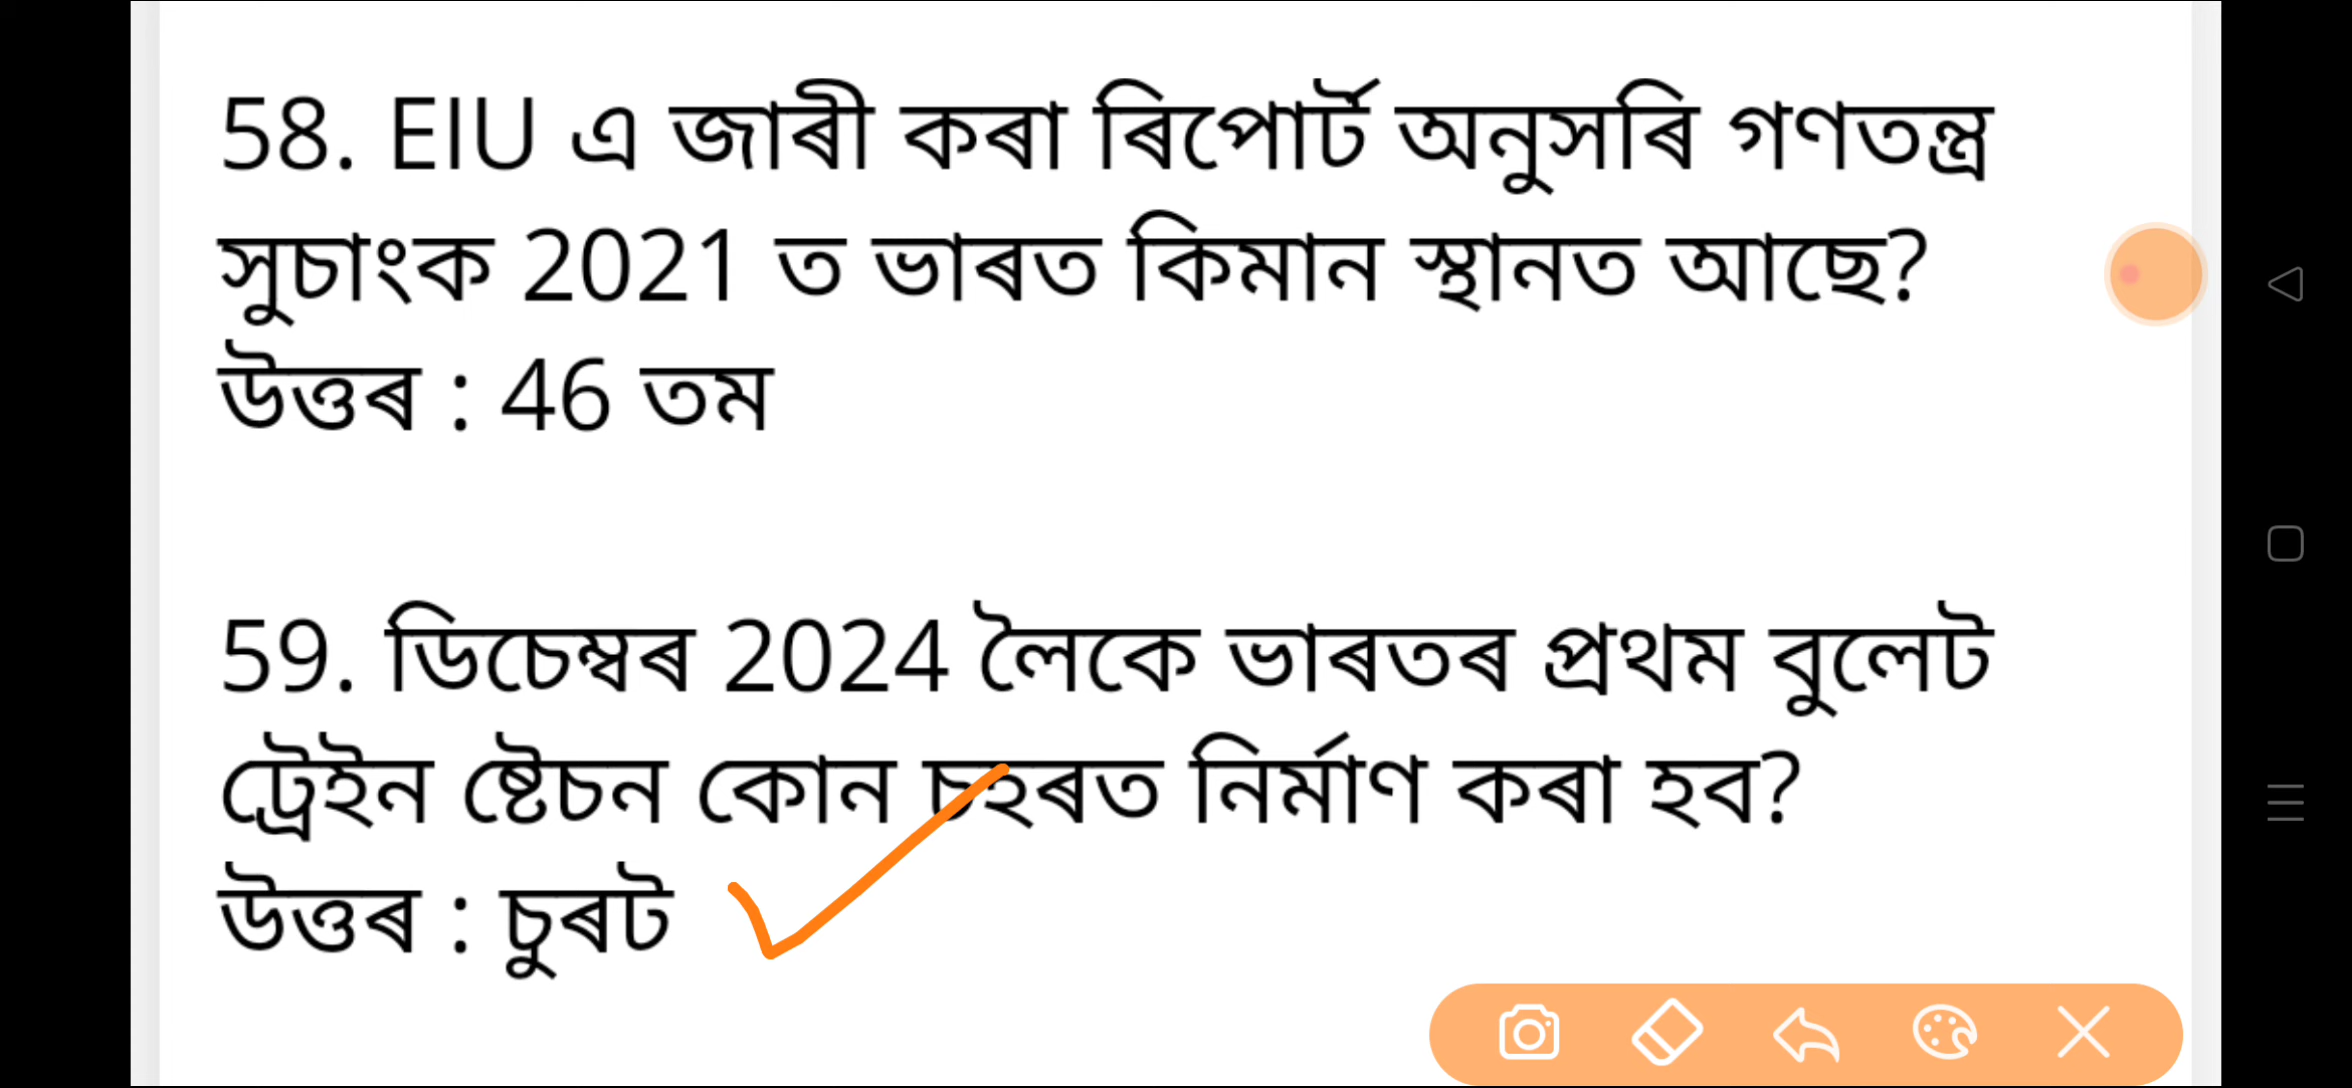 58. EIU এ জাৰী কৰা ৰিপোৰ্ট অনুসৰি গণতন্ত্ৰ
সুচাংক 2021 ত ভাৰত কিমান স্থানত আছে?
উত্তৰ : 46 তম
59. ডিচেম্বৰ 2024 লৈকে ভাৰতৰ প্ৰথম বুলেট
ট্ৰেইন ষ্টেচন কোন চহৰত নিৰ্মাণ কৰা হব?
উত্তৰ : চুৰট